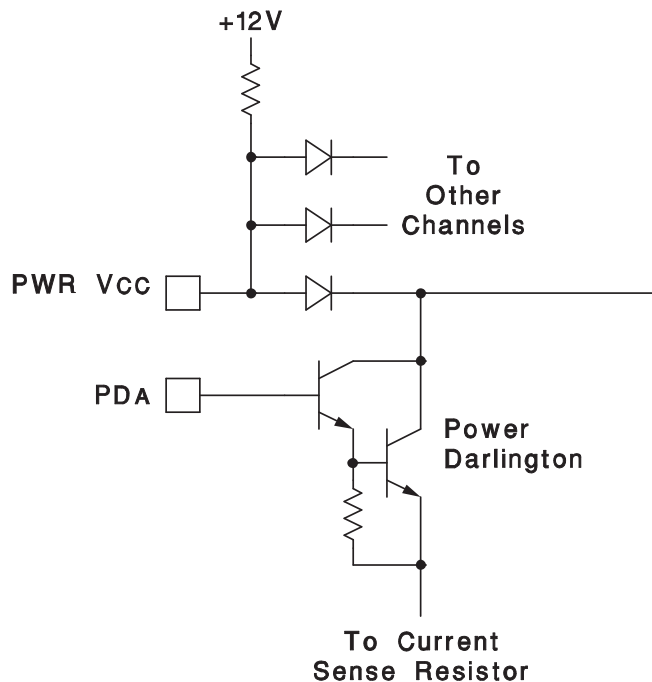 +12V
To
Other
Channels
PWR VCC
PDA
Power
Darlington
To Current
Sense Resistor